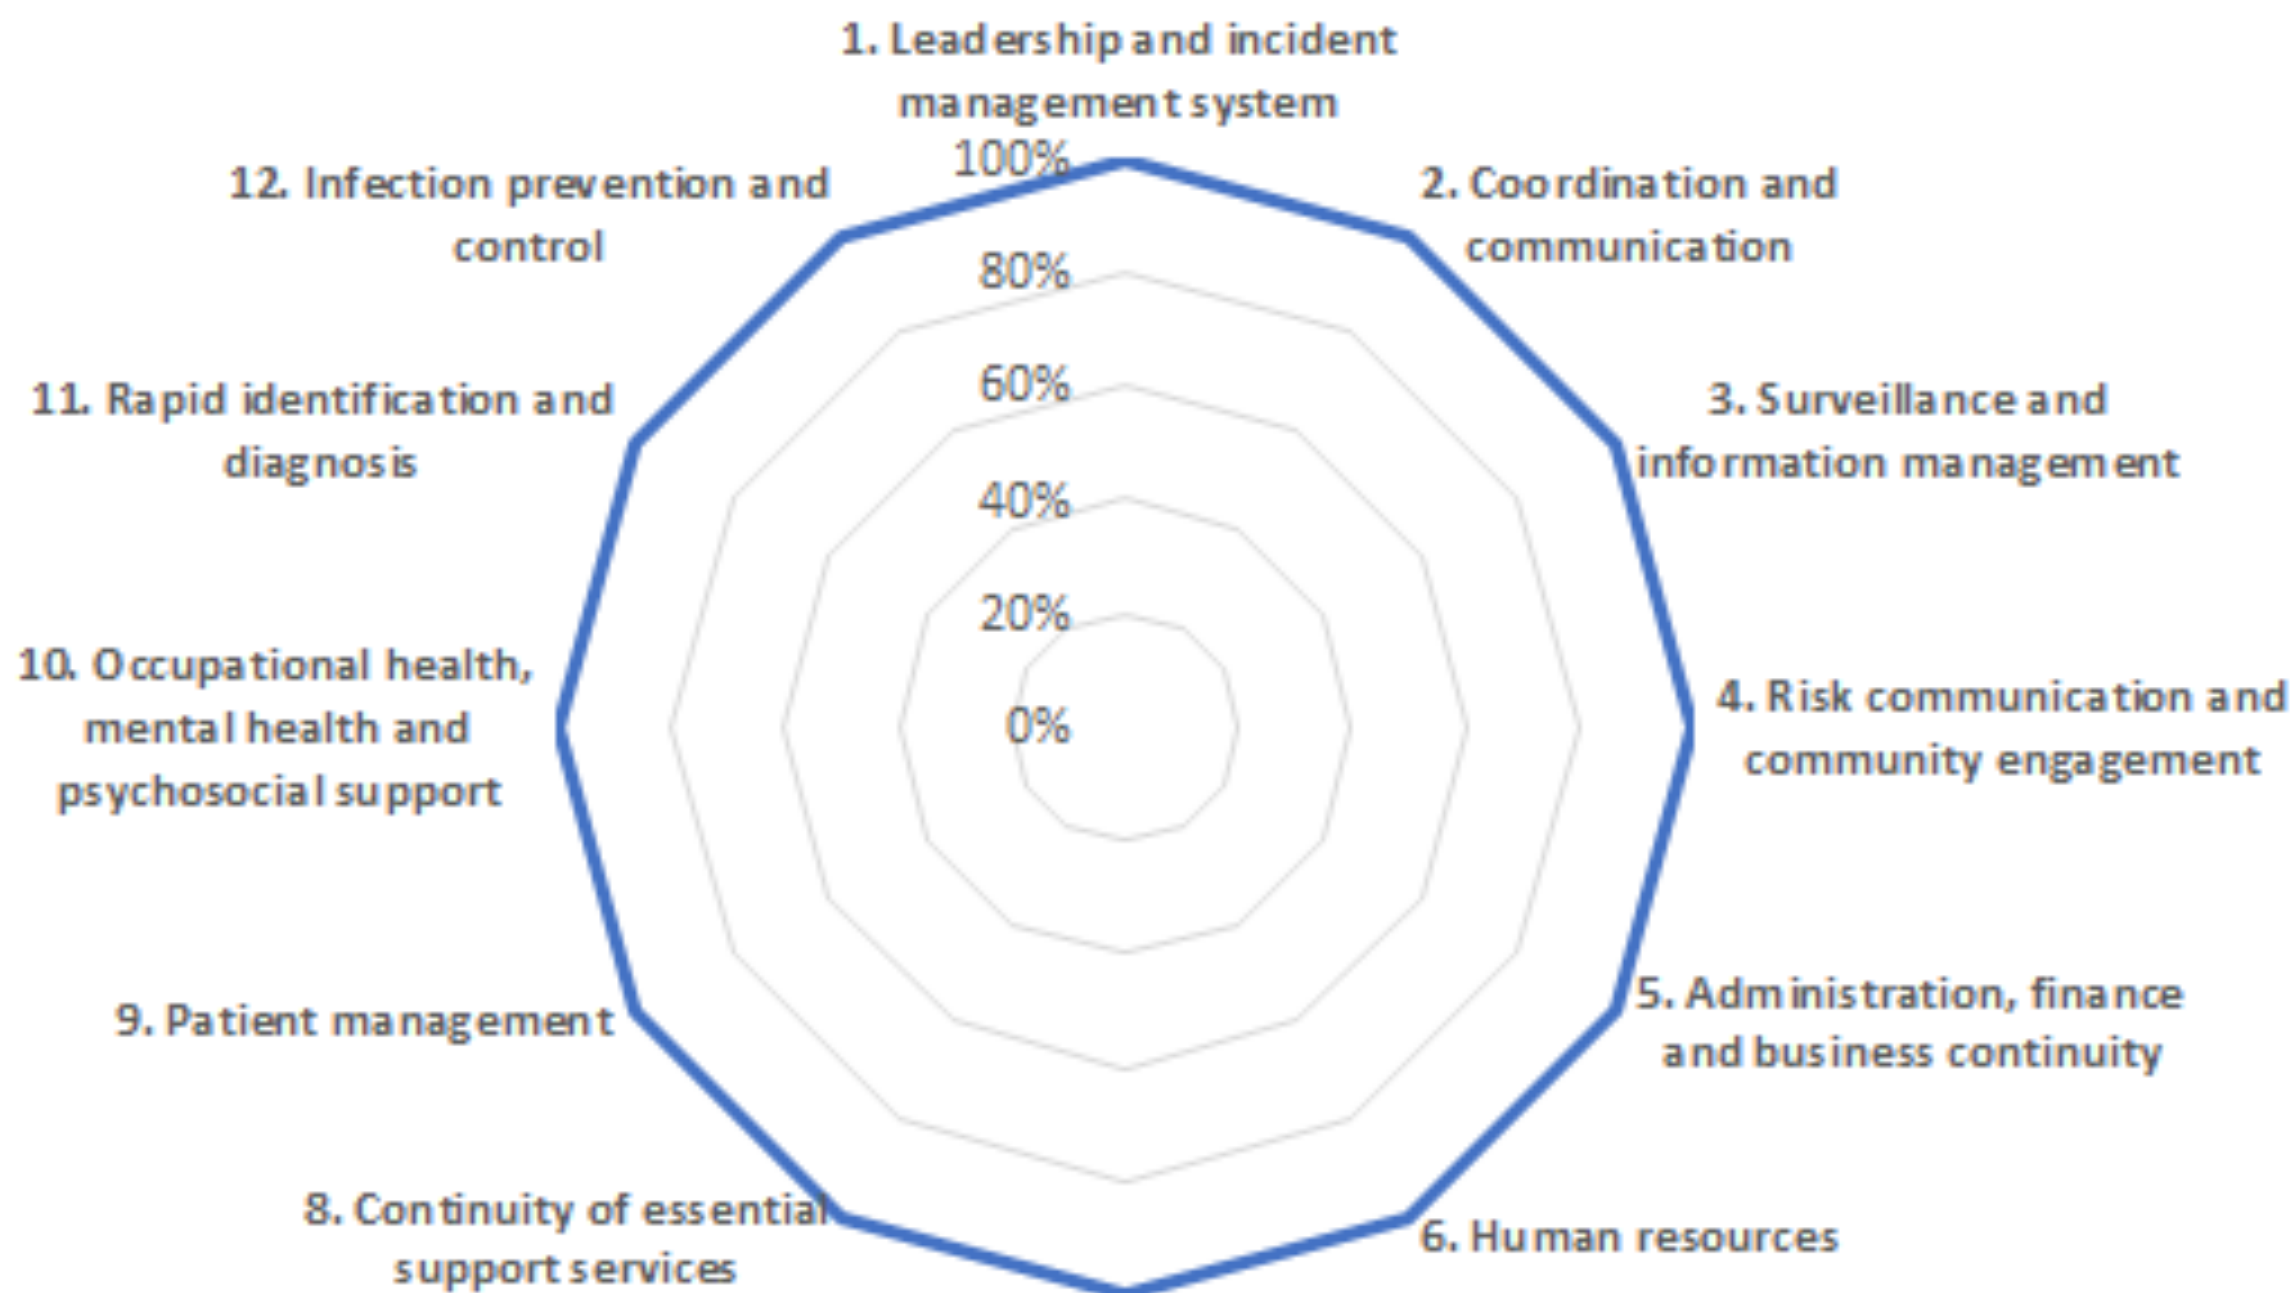 1. Leadership and incident
management system
100%
80%
60%
40%
20%
0%
2. Coordination and
communication
3. Surveillance and
information management
4. Risk communication and
community engagement
5. Administration, finance
and business continuity
6. Human resources
8. Continuity of essential
support services
9. Patient management
10. Occupational health,
mental health and
psychosocial support
11. Rapid identification and
diagnosis
12. Infection prevention and
control